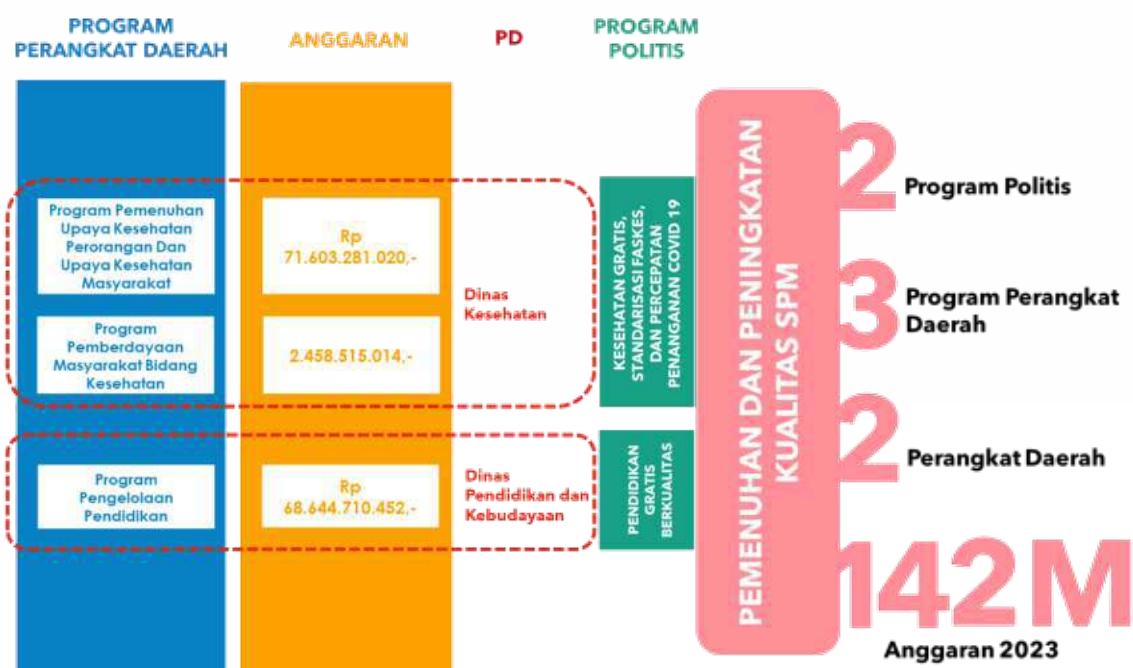 PROGRAM
PERANGKAT DAERAH
ANGGARAN
PD
PROGRAM
POLITIS
Program Pemenuhan
Upaya Kesehatan
Perorangan Dan
Upaya Kesehatan
Masyarakat
Rp
71.603.281.020,-
Program
Pemberdayaan
Masyarakat Bidang
Kesehatan
2.458.515.014,-
Dinas
Kesehatan
KESEHATAN GRATIS,
STANDARISASI FASKES,
DAN PERCEPATAN
PENANGANAN COVID 19
Program
Pengelolaan
Pendidikan
Rp
68.644.710.452,-
Dinas
Pendidikan dan
Kebudayaan
PENDIDIKAN
GRATIS
BERKUALITAS
PEMENUHAN DAN PENINGKATAN
KUALITAS SPM
2
Program Politis
3
Program Perangkat
Daerah
2
Perangkat Daerah
142 M
Anggaran 2023